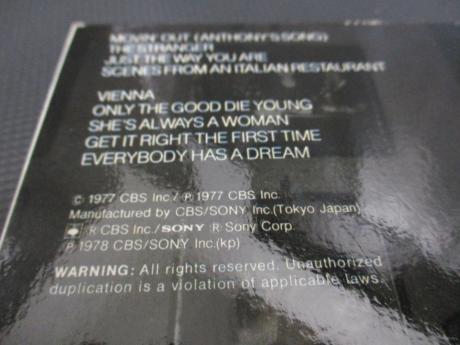 MOVIN' OUT (ANTHONY'S SONG)
THE STRANGER
JUST THE WAY YOU ARE
SCENES FROM AN ITALIAN RESTAURANT
VIENNA
ONLY THE GOOD DIE YOUNG
SHE'S ALWAYS A WOMAN
GET IT RIGHT THE FIRST TIME
EVERYBODY HAS A DREAM
© 1977 CBS Inc./ ℗ 1977 CBS Inc.
Manufactured by CBS/SONY Inc.(Tokyo Japan)
® CBS Inc./SONY ® Sony Corp.
℗ 1978 CBS/SONY Inc.(kp)
WARNING: All rights reserved. Unauthorized
duplication is a violation of applicable laws.